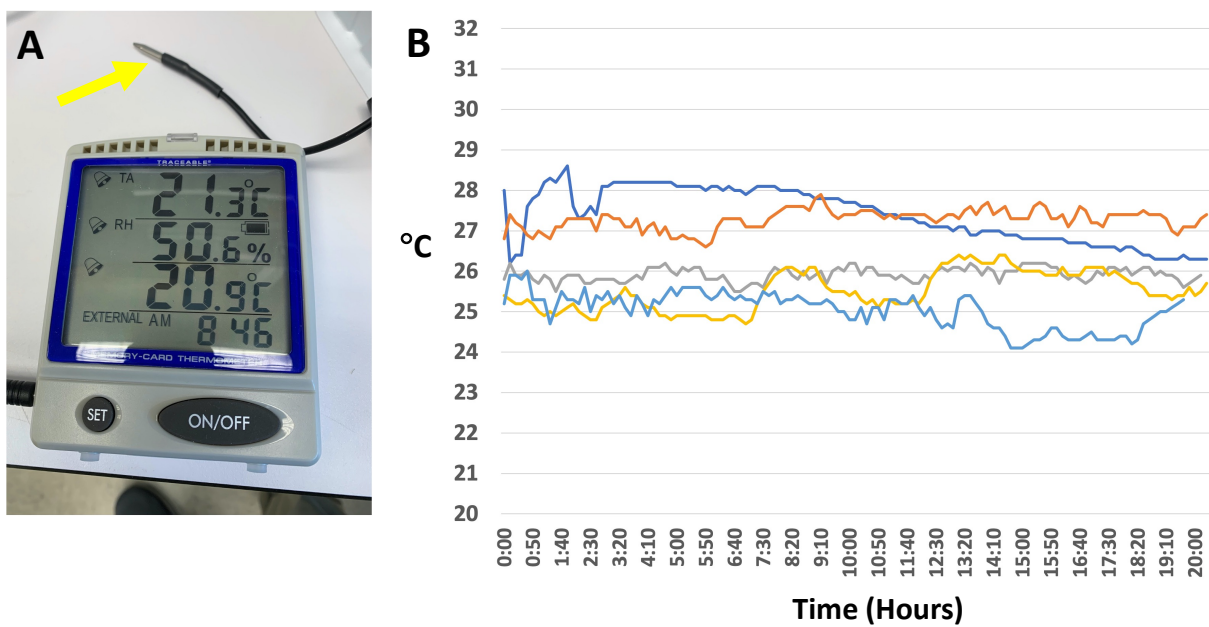 A
TRACEABLE®
TA 21.3°C
RH 50.6%
20.9°C
EXTERNAL AM 8 46
EMORY-CARD THERMOM
SET
ON/OFF
B
32
31
30
29
28
27
26
25
24
23
22
21
20
°C
0:00 0:50 1:40 2:30 3:20 4:10 5:00 5:50 6:40 7:30 8:20 9:10 10:00 10:50 11:40 12:30 13:20 14:10 15:00 15:50 16:40 17:30 18:20 19:10 20:00
Time (Hours)